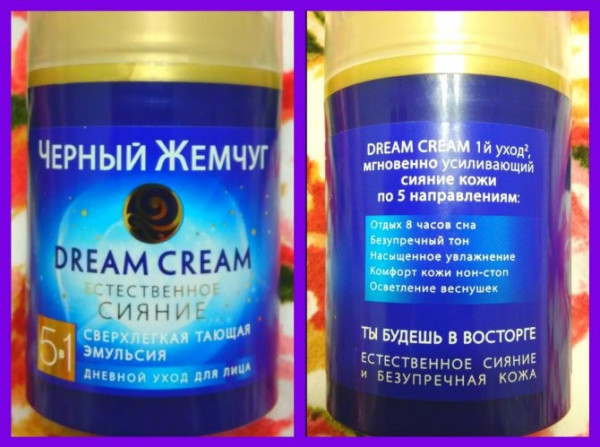 ЧЕРНЫЙ ЖЕМЧУГ
DREAM CREAM
ЕСТЕСТВЕННОЕ
СИЯНИЕ
5в1
СВЕРХЛЕГКАЯ ТАЮЩАЯ
ЭМУЛЬСИЯ
ДНЕВНОЙ УХОД ДЛЯ ЛИЦА
DREAM CREAM 1й уход²,
мгновенно усиливающий
сияние кожи
по 5 направлениям:
Отдых 8 часов сна
Безупречный тон
Насыщенное увлажнение
Комфорт кожи нон-стоп
Осветление веснушек
ТЫ БУДЕШЬ В ВОСТОРГЕ
ЕСТЕСТВЕННОЕ СИЯНИЕ
И БЕЗУПРЕЧНАЯ КОЖА